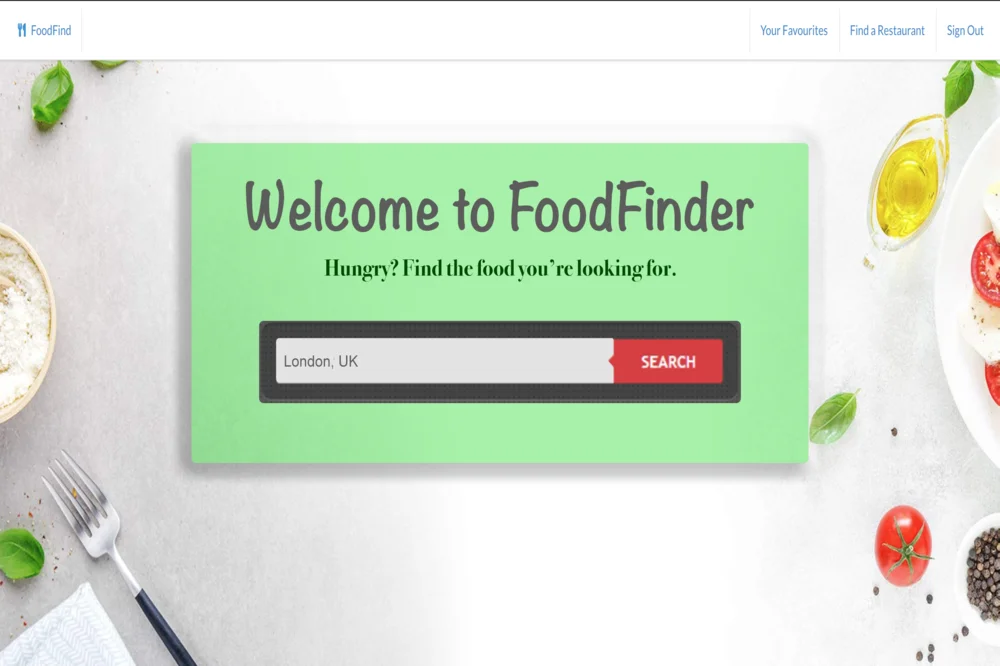 FoodFind
Your Favourites
Find a Restaurant
Sign Out
Welcome to FoodFinder
Hungry? Find the food you're looking for.
London, UK
SEARCH